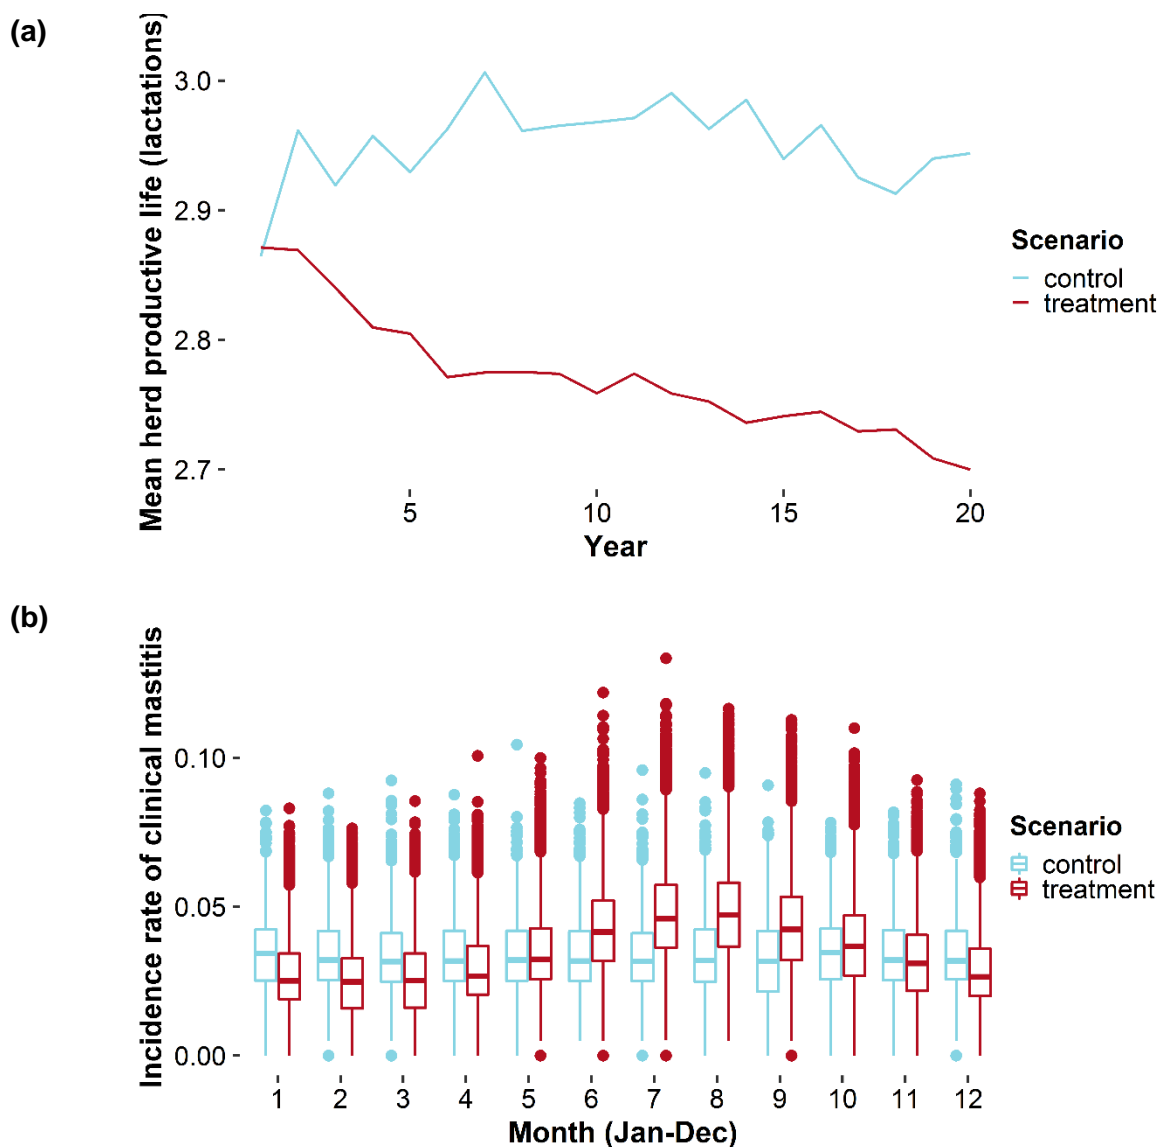 (a)
Mean herd productive life (lactations)
3.0
2.9
2.8
2.7
5
10
15
20
Year
Scenario
control
treatment
(b)
Incidence rate of clinical mastitis
0.10
0.05
0.00
1 2 3 4 5 6 7 8 9 10 11 12
Month (Jan-Dec)
Scenario
control
treatment